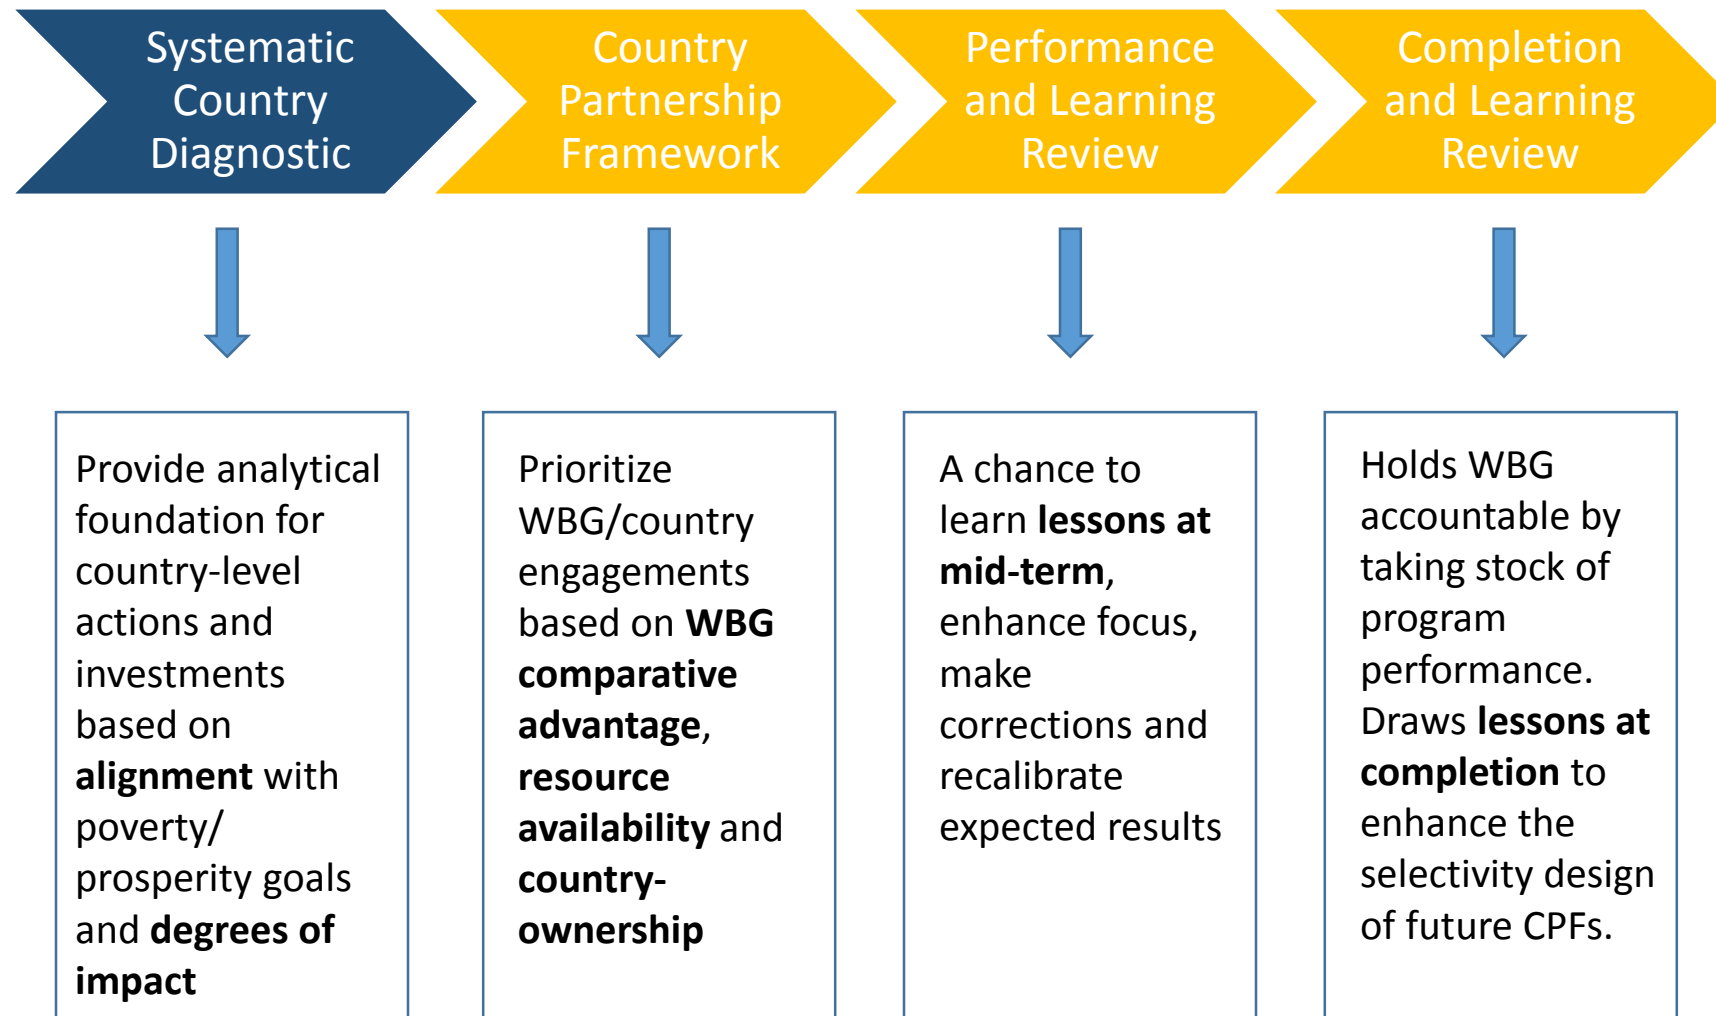 Systematic
Country
Diagnostic
Country
Partnership
Framework
Performance
and Learning
Review
Completion
and Learning
Review
Provide analytical
foundation for
country-level
actions and
investments
based on
alignment with
poverty/
prosperity goals
and degrees of
impact
Prioritize
WBG/country
engagements
based on WBG
comparative
advantage,
resource
availability and
country-
ownership
A chance to
learn lessons at
mid-term,
enhance focus,
make
corrections and
recalibrate
expected results
Holds WBG
accountable by
taking stock of
program
performance.
Draws lessons at
completion to
enhance the
selectivity design
of future CPFs.